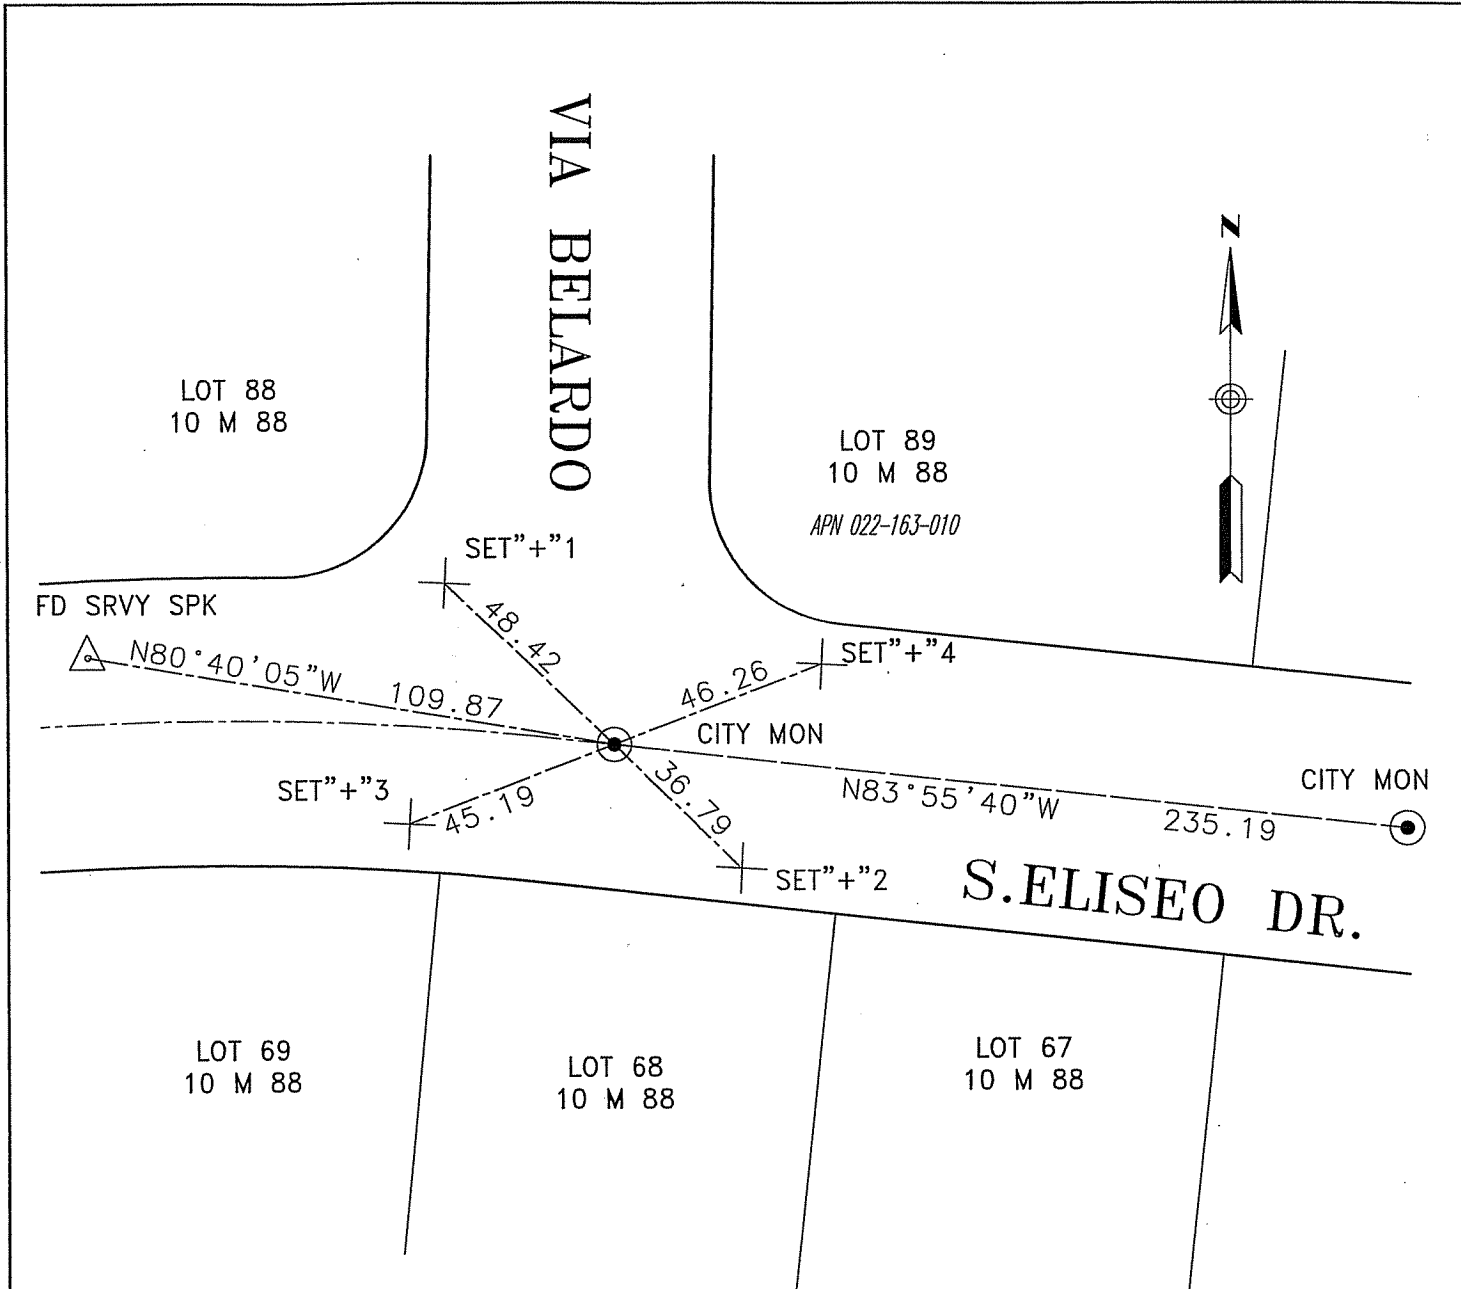 VIA BELARDO
N
LOT 88
10 M 88
LOT 89
10 M 88
APN 022-163-010
SET"+"1
FD SRVY SPK
48.42
N80°40'05"W 109.87
46.26
SET"+"4
CITY MON
SET"+"3
45.19
36.79
N83°55'40"W 235.19
CITY MON
SET"+"2
S.ELISEO DR.
LOT 69
10 M 88
LOT 68
10 M 88
LOT 67
10 M 88